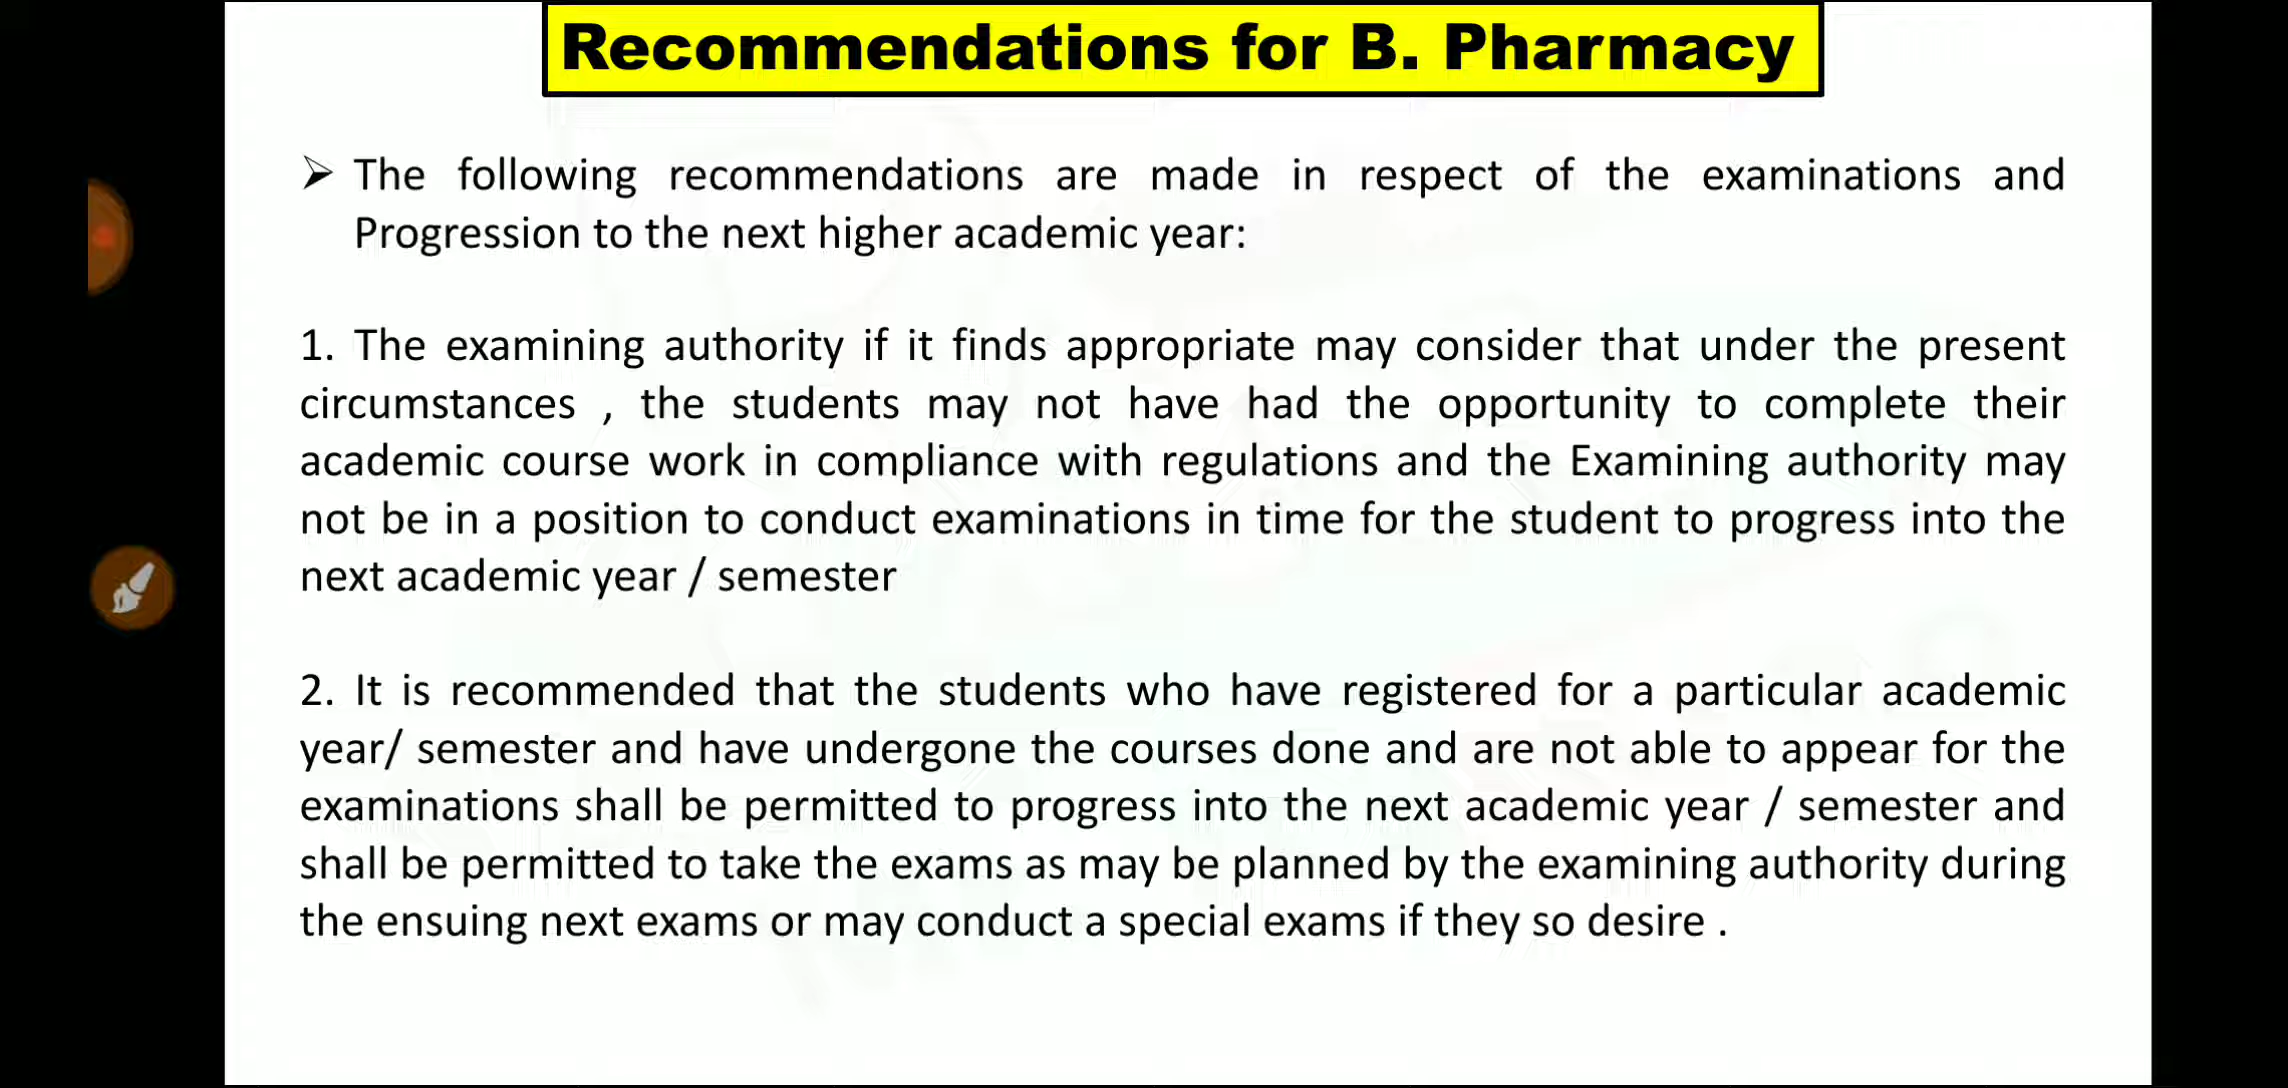 Recommendations for B. Pharmacy
➢ The following recommendations are made in respect of the examinations and
Progression to the next higher academic year:
1. The examining authority if it finds appropriate may consider that under the present
circumstances , the students may not have had the opportunity to complete their
academic course work in compliance with regulations and the Examining authority may
not be in a position to conduct examinations in time for the student to progress into the
next academic year / semester
2. It is recommended that the students who have registered for a particular academic
year/ semester and have undergone the courses done and are not able to appear for the
examinations shall be permitted to progress into the next academic year / semester and
shall be permitted to take the exams as may be planned by the examining authority during
the ensuing next exams or may conduct a special exams if they so desire .